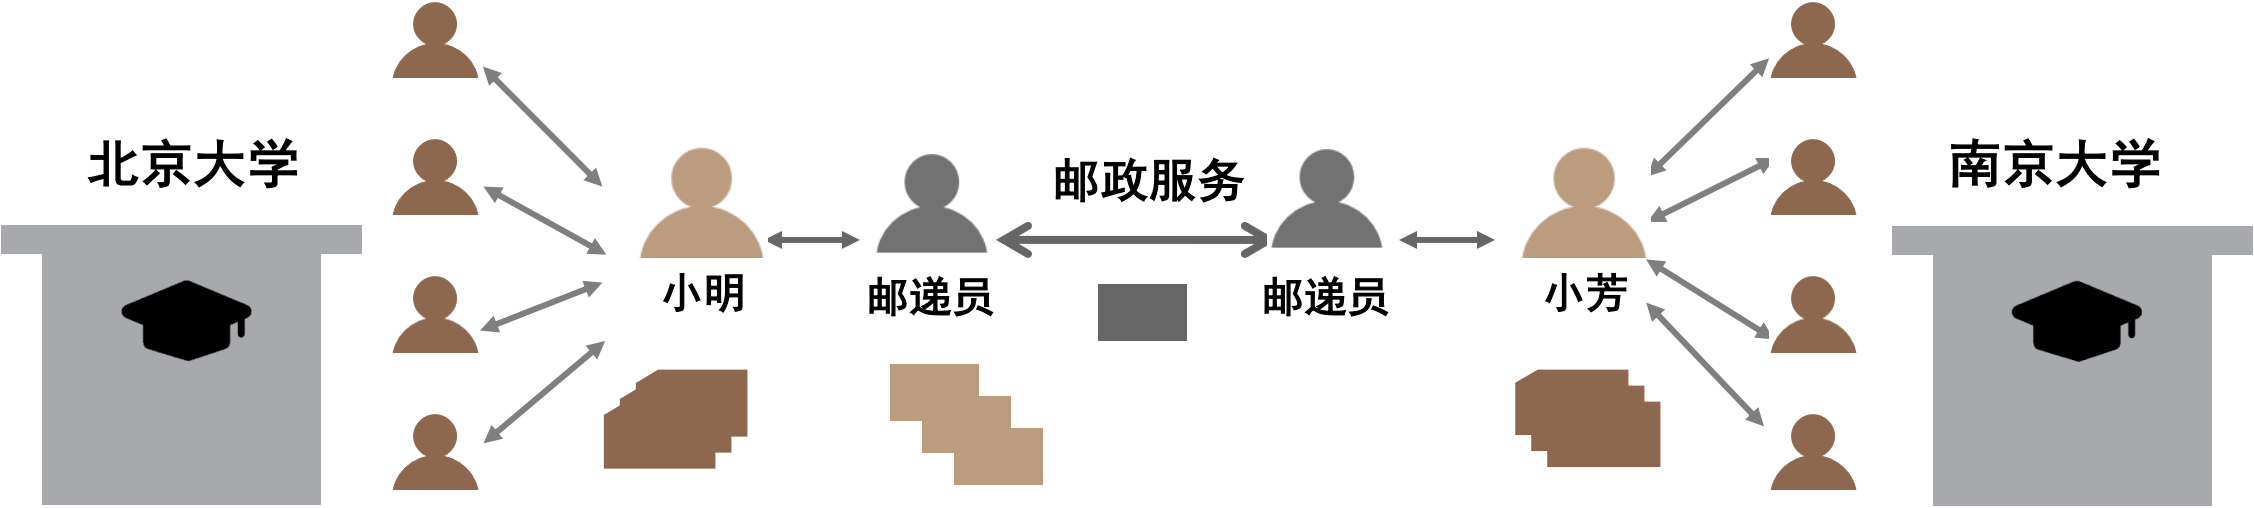 北京大学
南京大学
邮政服务
小明
邮递员
邮递员
小芳